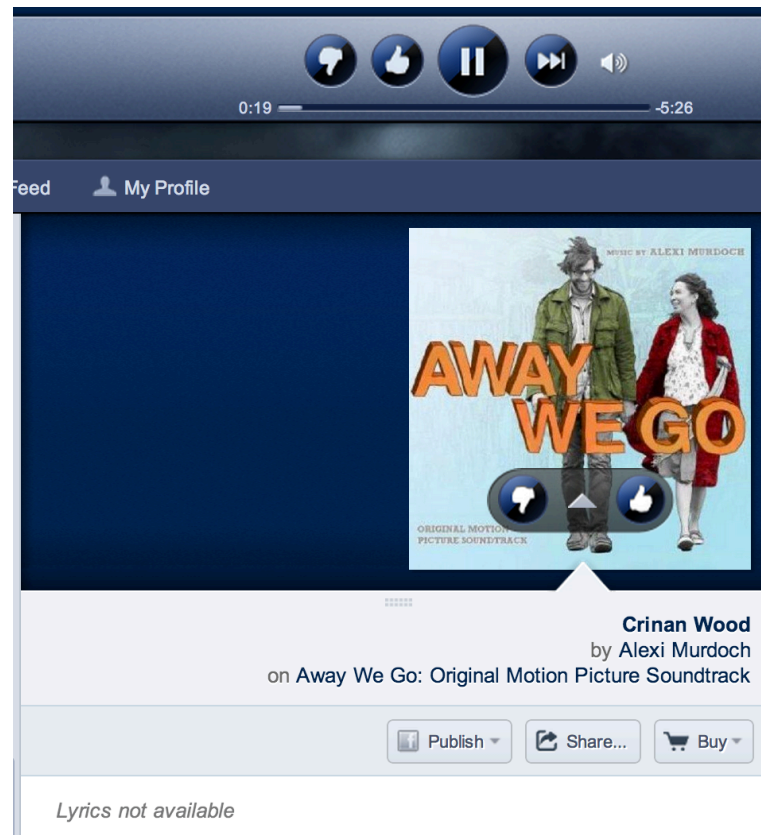 0:19 -5:26
Feed My Profile
MUSIC BY ALEXI MURDOCH
AWAY
WE GO
ORIGINAL MOTION
PICTURE SOUNDTRACK
Crinan Wood
by Alexi Murdoch
on Away We Go: Original Motion Picture Soundtrack
f Publish Share... Buy
Lyrics not available